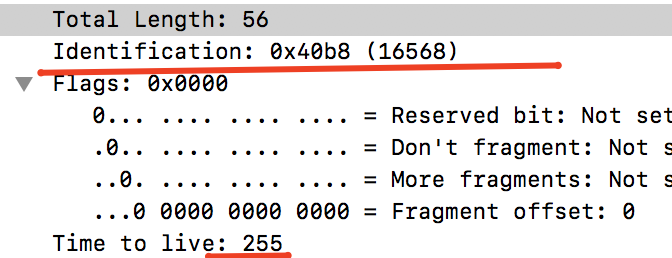 Total Length: 56
Identification: 0x40b8 (16568)
Flags: 0x0000
0... .... .... .... = Reserved bit: Not set
.0.. .... .... .... = Don't fragment: Not s
..0. .... .... .... = More fragments: Not s
...0 0000 0000 0000 = Fragment offset: 0
Time to live: 255